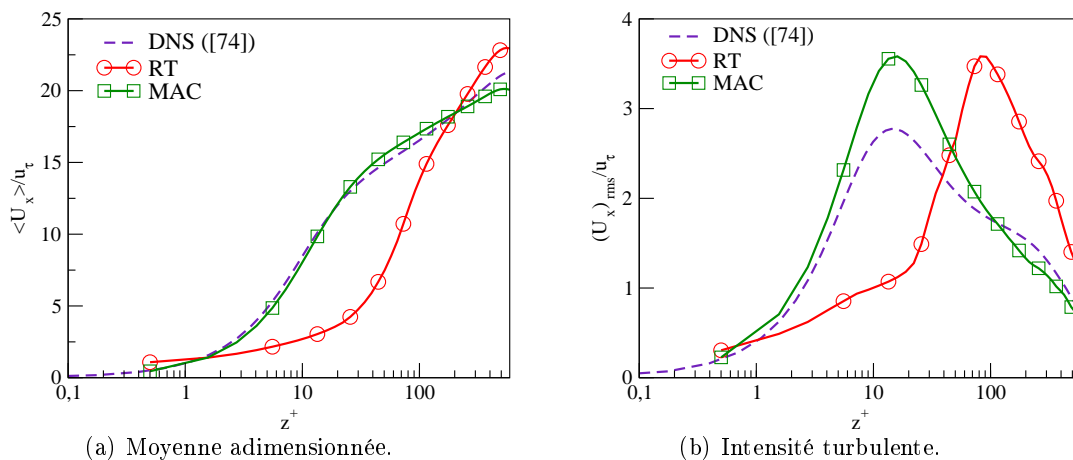 25
20
15
10
5
0
<U_x>/u_τ
DNS ([74])
RT
MAC
0,1
1
10
100
z^+
(a) Moyenne adimensionnée.
4
3
2
1
0
(U_x)_rms/u_τ
DNS ([74])
RT
MAC
0,1
1
10
100
z^+
(b) Intensité turbulente.